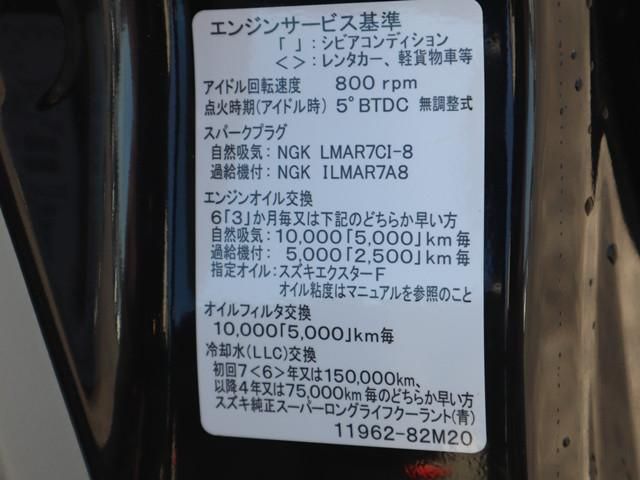 エンジンサービス基準
「 」:シビアコンディション
< >:レンタカー、軽貨物車等
アイドル回転速度 800 rpm
点火時期(アイドル時) 5°BTDC 無調整式
スパークプラグ
自然吸気:NGK LMAR7CI-8
過給機付:NGK ILMAR7A8
エンジンオイル交換
6「3」か月毎又は下記のどちらか早い方
自然吸気:10,000「5,000」km毎
過給機付:5,000「2,500」km毎
指定オイル:スズキエクスターF
オイル粘度はマニュアルを参照のこと
オイルフィルタ交換
10,000「5,000」km毎
冷却水(LLC)交換
初回7<6>年又は150,000km、
以降4年又は75,000km毎のどちらか早い方
スズキ純正スーパーロングライフクーラント(青)
11962-82M20